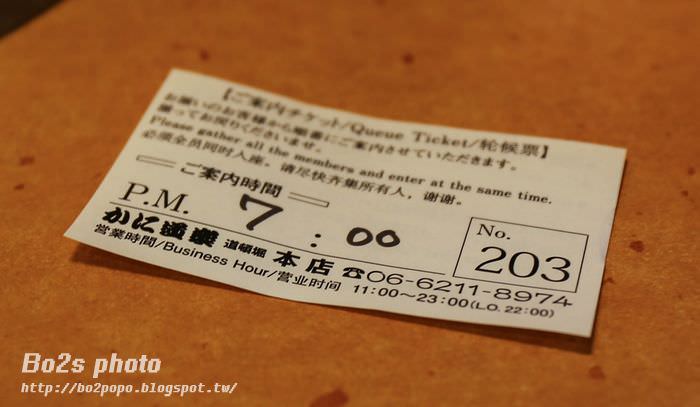 【ご案内チケット/Queue Ticket/轮候票】
お揃いのお客様から順番にご案内させていただきます。
揃ってお戻りくださいませ。
Please gather all the members and enter at the same time.
必须全员同时入座。请尽快齐集所有人，谢谢。
ご案内時間
P.M. 7:00
No. 203
かに道楽 道頓堀 本店 ☎06-6211-8974
営業時間/Business Hour/营业时间 11:00～23:00(L.O. 22:00)
Bo2s photo
http://bo2popo.blogspot.tw/